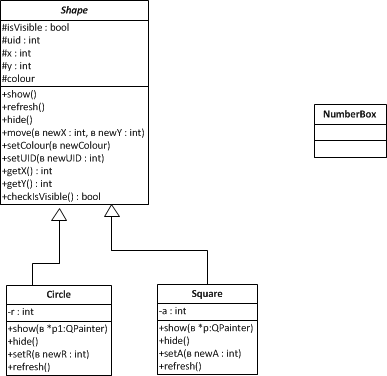 Shape
#isVisible : bool
#uid : int
#x : int
#y : int
#colour
+show()
+refresh()
+hide()
+move(в newX : int, в newY : int)
+setColour(в newColour)
+setUID(в newUID : int)
+getX() : int
+getY() : int
+checkIsVisible() : bool
NumberBox
Circle
-r : int
+show(в *p1:QPainter)
+hide()
+setR(в newR : int)
+refresh()
Square
-a : int
+show(в *p:QPainter)
+hide()
+setA(в newA : int)
+refresh()